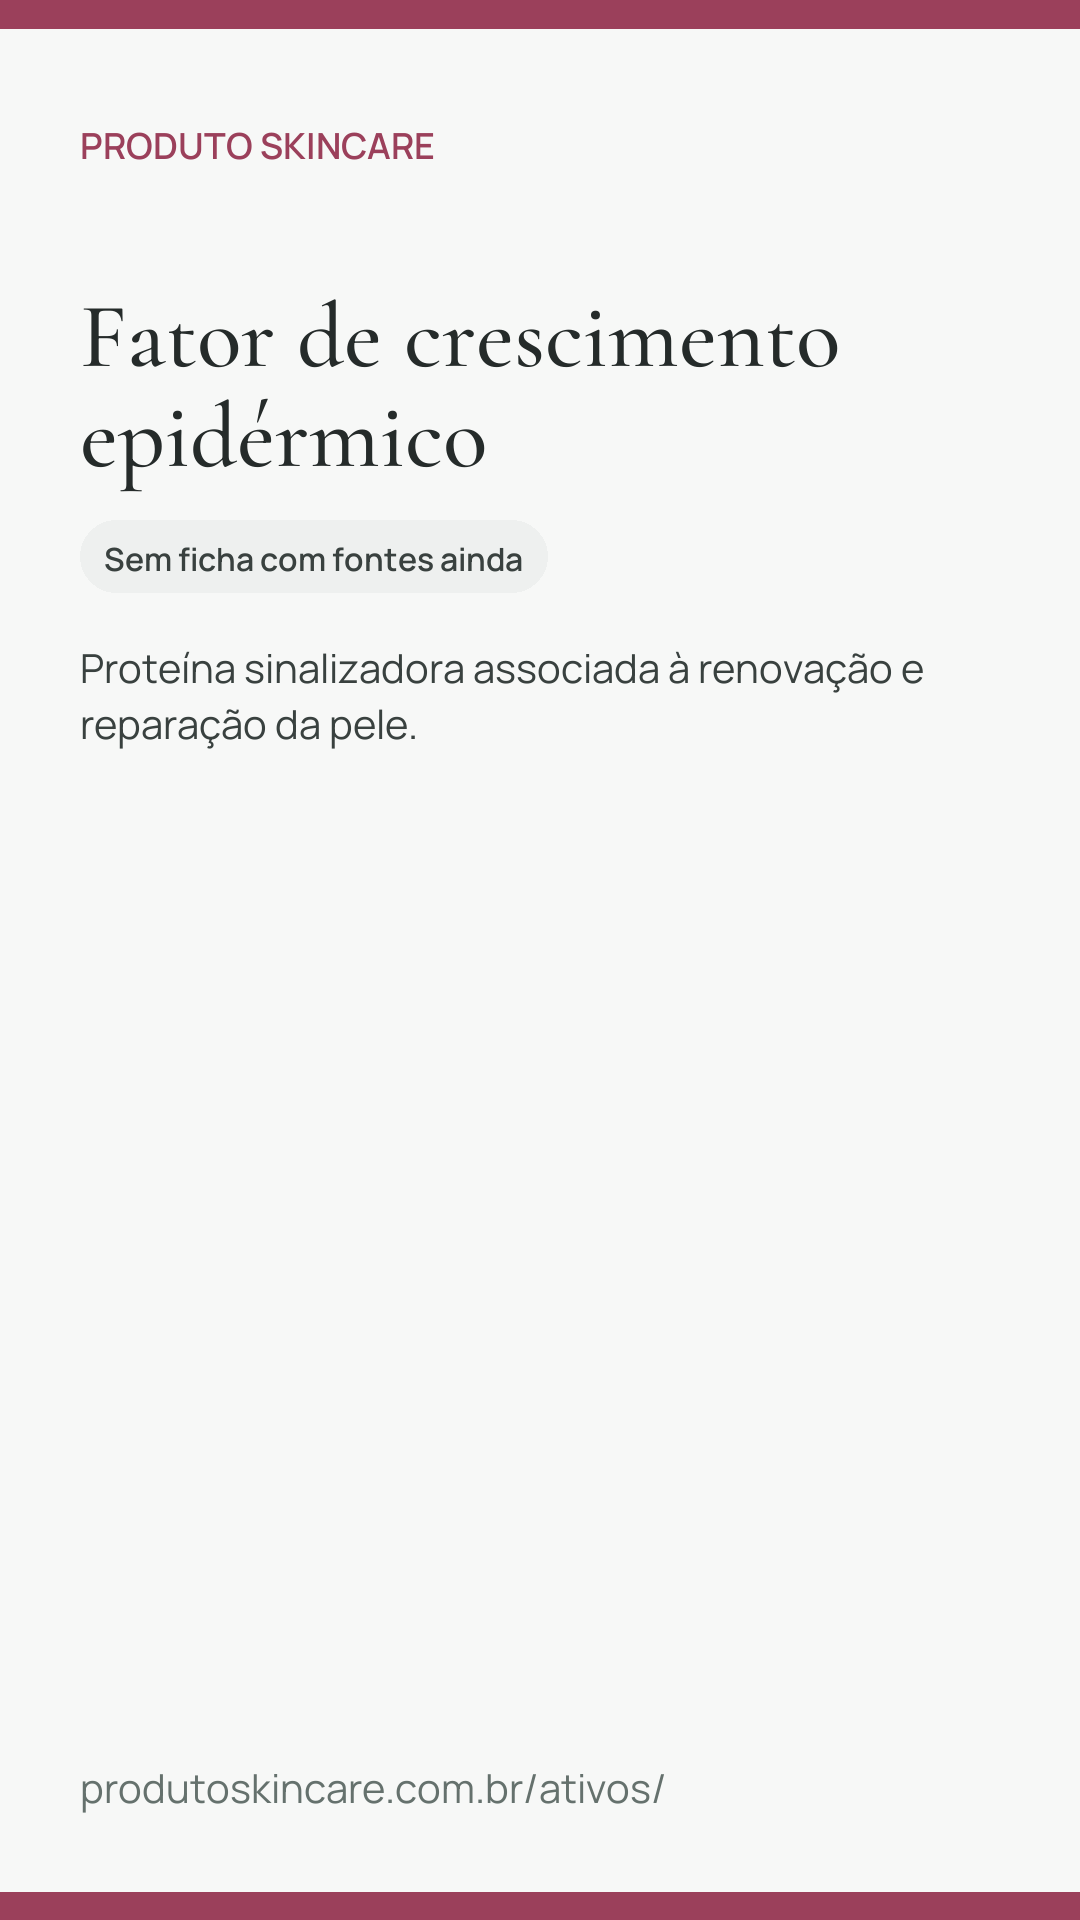 PRODUTO SKINCARE
Fator de crescimento
epidérmico
Sem ficha com fontes ainda
Proteína sinalizadora associada à renovação e
reparação da pele.
produtoskincare.com.br/ativos/